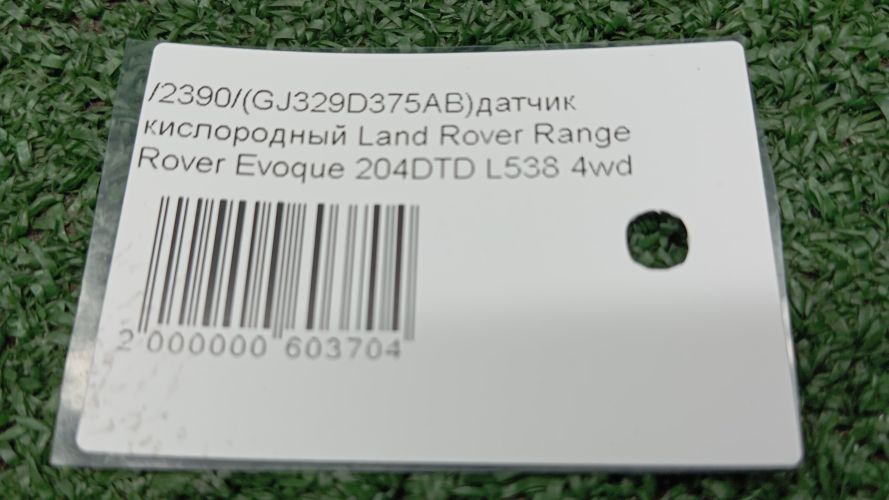 /2390/(GJ329D375AB)датчик
кислородный Land Rover Range
Rover Evoque 204DTD L538 4wd
2 000000 603704